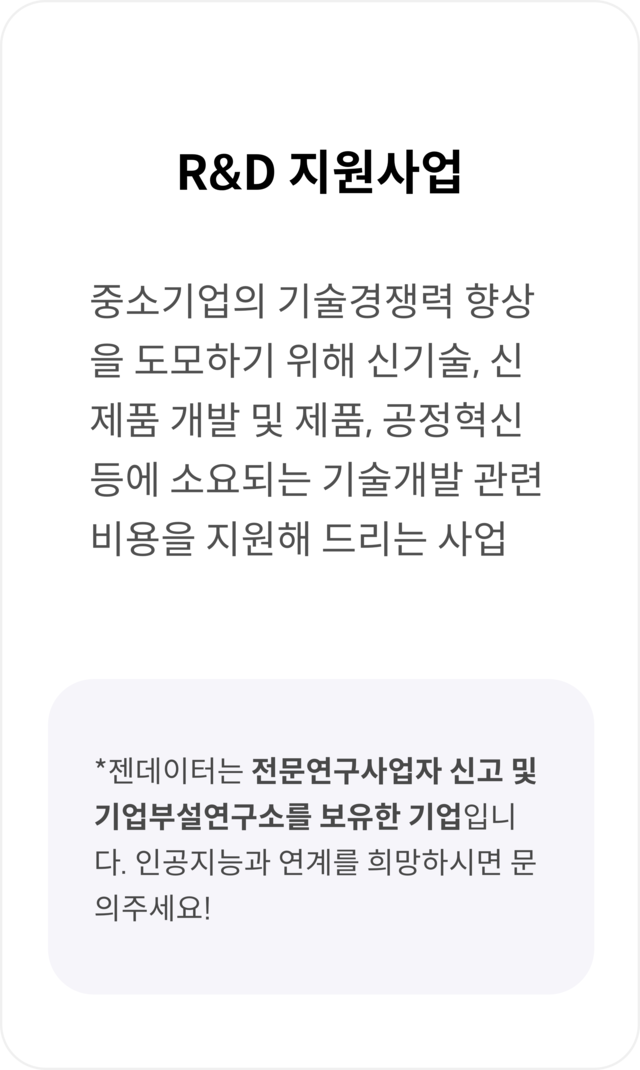 R&D 지원사업
중소기업의 기술경쟁력 향상
을 도모하기 위해 신기술, 신
제품 개발 및 제품, 공정혁신
등에 소요되는 기술개발 관련
비용을 지원해 드리는 사업
*젠데이터는 전문연구사업자 신고 및
기업부설연구소를 보유한 기업입니
다. 인공지능과 연계를 희망하시면 문
의주세요!